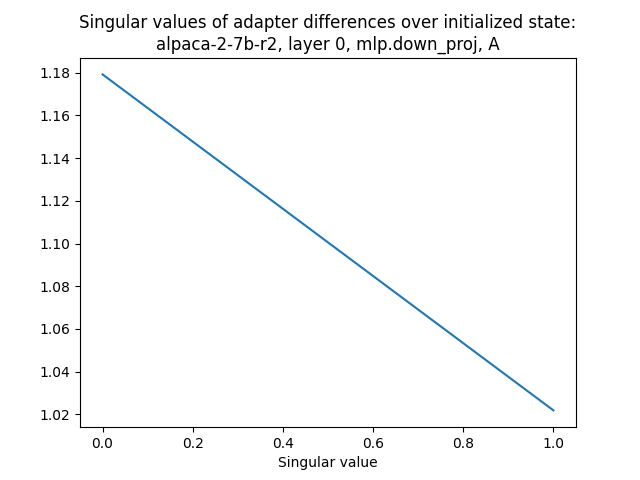 Singular values of adapter differences over initialized state:
alpaca-2-7b-r2, layer 0, mlp.down_proj, A
1.18
1.16
1.14
1.12
1.10
1.08
1.06
1.04
1.02
0.0 0.2 0.4 0.6 0.8 1.0
Singular value